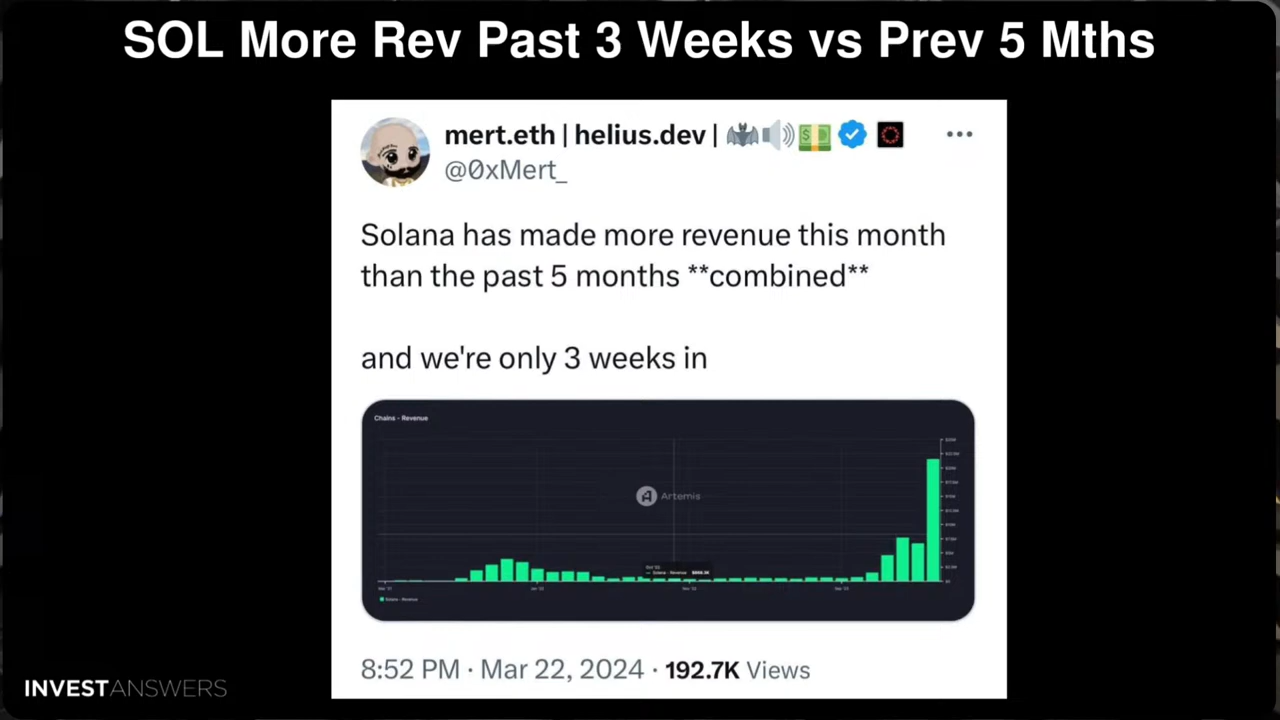 SOL More Rev Past 3 Weeks vs Prev 5 Mths
mert.eth | helius.dev | 🦇🔊💵
@0xMert_
Solana has made more revenue this month
than the past 5 months **combined**
and we're only 3 weeks in
Chains - Revenue
Artemis
Solana - Revenue
8:52 PM · Mar 22, 2024 · 192.7K Views
INVESTANSWERS